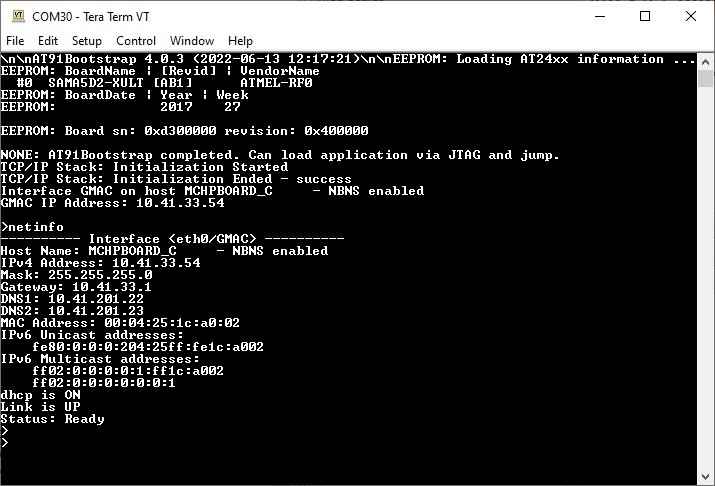 COM30 - Tera Term VT
File Edit Setup Control Window Help
\n\nAT91Bootstrap 4.0.3 (2022-06-13 12:17:21)\n\nEEPROM: Loading AT24xx information ...
EEPROM: BoardName | [Revid] | VendorName
  #0  SAMA5D2-XULT [AB1]      ATMEL-RF0
EEPROM: BoardDate | Year | Week
EEPROM:             2017    27

EEPROM: Board sn: 0xd300000 revision: 0x400000

NONE: AT91Bootstrap completed. Can load application via JTAG and jump.
TCP/IP Stack: Initialization Started
TCP/IP Stack: Initialization Ended - success
Interface GMAC on host MCHPBOARD_C     - NBNS enabled
GMAC IP Address: 10.41.33.54

>netinfo
---------- Interface <eth0/GMAC> ----------
Host Name: MCHPBOARD_C     - NBNS enabled
IPv4 Address: 10.41.33.54
Mask: 255.255.255.0
Gateway: 10.41.33.1
DNS1: 10.41.201.22
DNS2: 10.41.201.23
MAC Address: 00:04:25:1c:a0:02
IPv6 Unicast addresses:
    fe80:0:0:0:204:25ff:fe1c:a002
IPv6 Multicast addresses:
    ff02:0:0:0:0:1:ff1c:a002
    ff02:0:0:0:0:0:0:1
dhcp is ON
Link is UP
Status: Ready
>
>